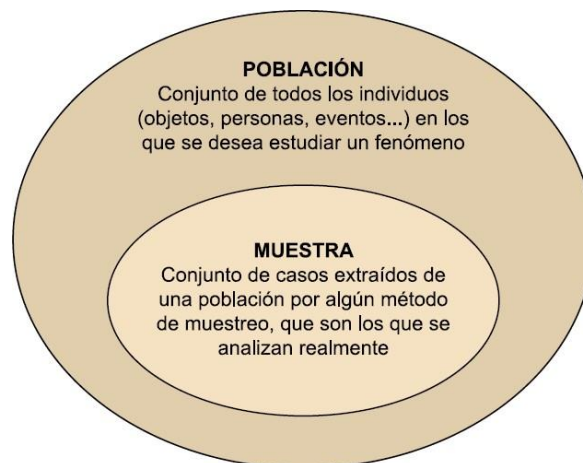 POBLACIÓN
Conjunto de todos los individuos
(objetos, personas, eventos...) en los
que se desea estudiar un fenómeno
MUESTRA
Conjunto de casos extraídos de
una población por algún método
de muestreo, que son los que se
analizan realmente